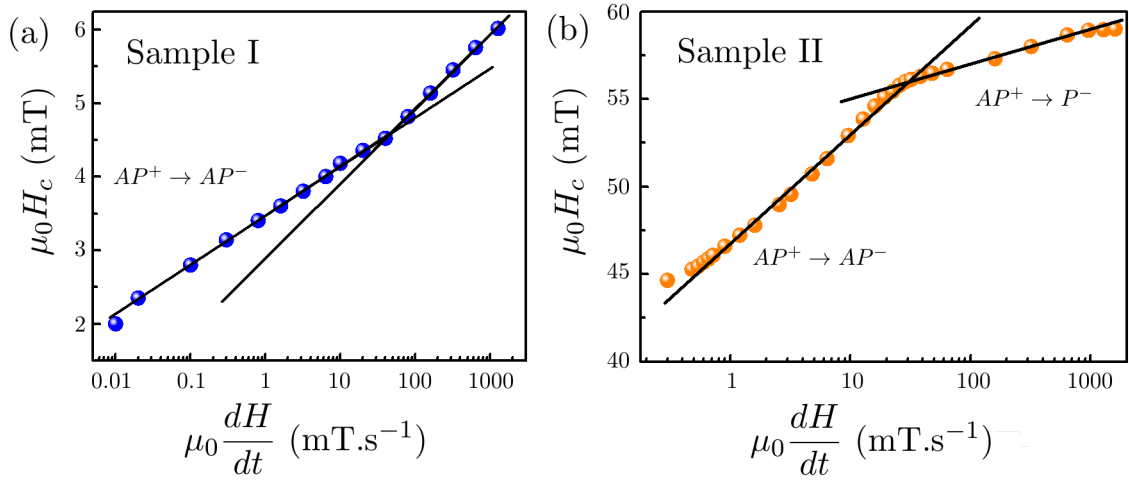 (a)
Sample I
6
5
4
3
2
μ₀H_c (mT)
AP⁺ → AP⁻
0.01 0.1 1 10 100 1000
μ₀ dH/dt (mT.s⁻¹)
(b)
Sample II
60
55
50
45
40
μ₀H_c (mT)
AP⁺ → P⁻
AP⁺ → AP⁻
1 10 100 1000
μ₀ dH/dt (mT.s⁻¹)